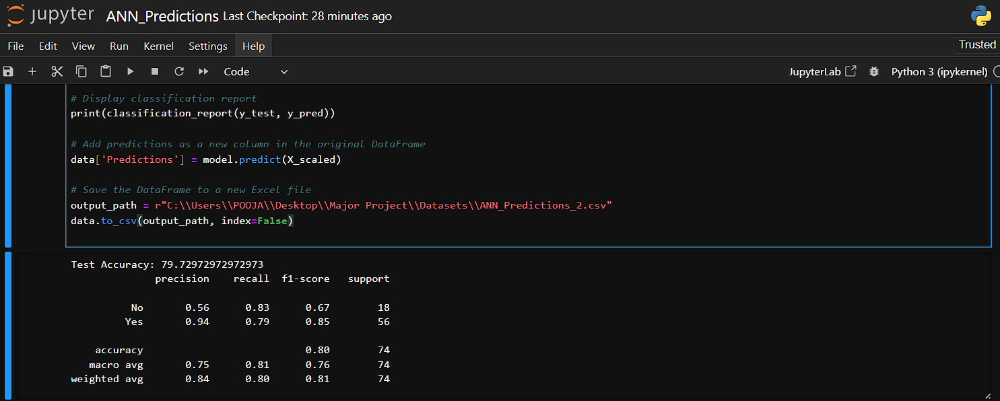 jupyter ANN_Predictions Last Checkpoint: 28 minutes ago
File Edit View Run Kernel Settings Help Trusted
Code JupyterLab Python 3 (ipykernel)
# Display classification report
print(classification_report(y_test, y_pred))
# Add predictions as a new column in the original DataFrame
data['Predictions'] = model.predict(X_scaled)
# Save the DataFrame to a new Excel file
output_path = r"C:\\Users\\POOJA\\Desktop\\Major Project\\Datasets\\ANN_Predictions_2.csv"
data.to_csv(output_path, index=False)
Test Accuracy: 79.72972972972973
precision recall f1-score support
No 0.56 0.83 0.67 18
Yes 0.94 0.79 0.85 56
accuracy 0.80 74
macro avg 0.75 0.81 0.76 74
weighted avg 0.84 0.80 0.81 74